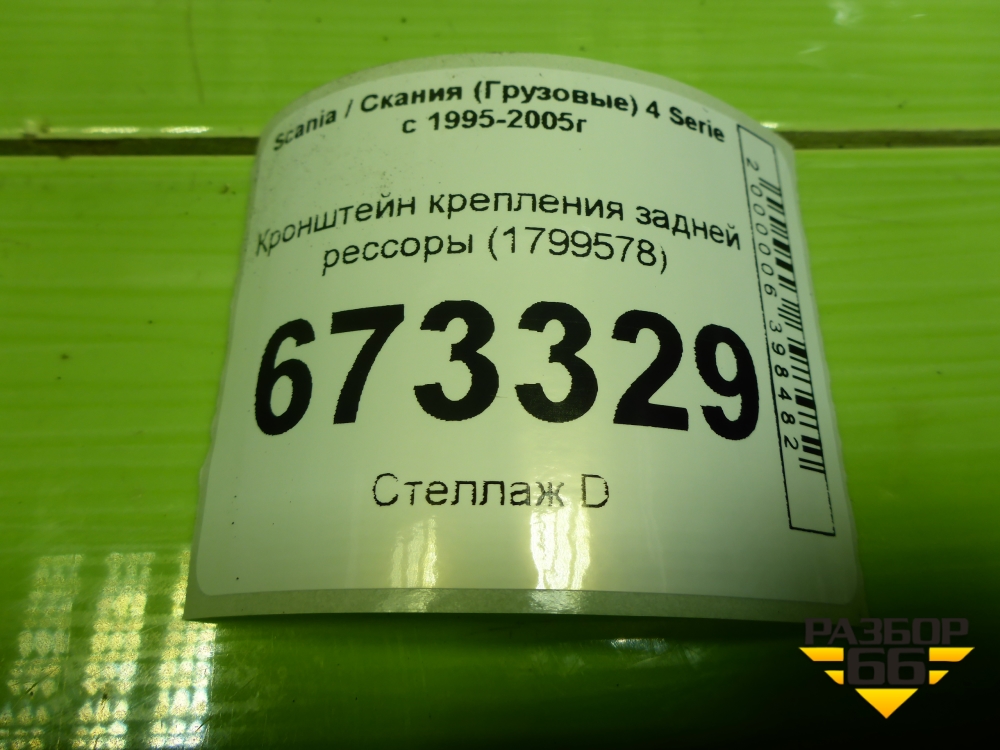 Scania / Скания (Грузовые) 4 Serie
с 1995-2005г
Кронштейн крепления задней
рессоры (1799578)
673329
Стеллаж D
2000006398482
РАЗБОР
66